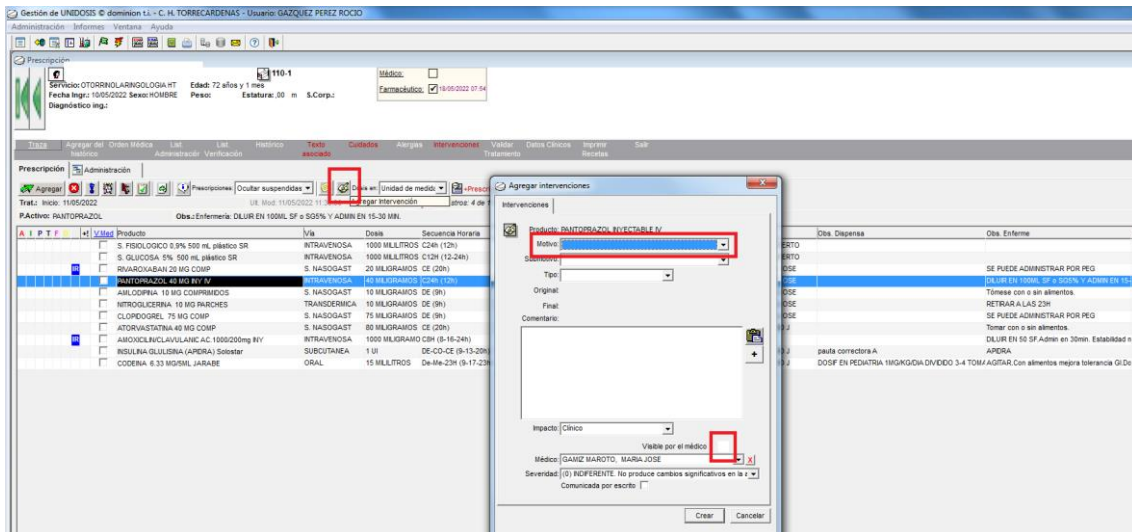 Gestión de UNIDOSIS © dominion t.i. - C. H. TORRECARDENAS - Usuario: GAZQUEZ PEREZ ROCIO
Administración Informes Ventana Ayuda
Prescripción
110-1
Servicio: OTORRINOLARINGOLOGIA HT Edad: 72 años y 1 mes
Fecha Ingr.: 10/05/2022 Sexo: HOMBRE Peso: Estatura: ,00 m S.Corp.:
Diagnóstico ing.:
Médico:
Farmacéutico: 18/05/2022 07:54
Traza Agregar del histórico Orden Médica List. Administración List. Verificación Histórico Texto asociado Cuidados Alergias Intervenciones Validar Tratamiento Datos Clínicos Imprimir Recetas Salir
Prescripción Administración
Agregar Prescripciones: Ocultar suspendidas Dosis en: Unidad de medida
Trat.: Inicio: 11/05/2022 Ult. Mod: 11/05/2022 Agregar Intervención
P.Activo: PANTOPRAZOL Obs.: Enfermería: DILUIR EN 100ML SF o SG5% Y ADMIN EN 15-30 MIN.
A I P T F V.Med Producto Vía Dosis Secuencia Horaria Obs. Dispensa Obs. Enferme
S. FISIOLOGICO 0,9% 500 mL plástico SR INTRAVENOSA 1000 MILILITROS C24h (12h)
S. GLUCOSA 5% 500 mL plástico SR INTRAVENOSA 1000 MILILITROS C12H (12-24h)
IR RIVAROXABAN 20 MG COMP S. NASOGAST 20 MILIGRAMOS CE (20h) SE PUEDE ADMINISTRAR POR PEG
PANTOPRAZOL 40 MG INY IV INTRAVENOSA 40 MILIGRAMOS C24h (12h) DILUIR EN 100ML SF o SG5% Y ADMIN EN 15-
AMLODIPINA 10 MG COMPRIMIDOS S. NASOGAST 10 MILIGRAMOS DE (9h) Tómese con o sin alimentos.
NITROGLICERINA 10 MG PARCHES TRANSDERMICA 10 MILIGRAMOS DE (9h) RETIRAR A LAS 23H
CLOPIDOGREL 75 MG COMP S. NASOGAST 75 MILIGRAMOS DE (9h) SE PUEDE ADMINISTRAR POR PEG
ATORVASTATINA 40 MG COMP S. NASOGAST 80 MILIGRAMOS CE (20h) Tomar con o sin alimentos.
IR AMOXICILIN/CLAVULANIC AC.1000/200mg INY INTRAVENOSA 1000 MILIGRAMO C8H (8-16-24h) DILUIR EN 50 SF.Admin en 30min. Estabilidad
INSULINA GLULISINA (APIDRA) Solostar SUBCUTANEA 1 UI DE-CO-CE (9-13-20h) pauta correctora A APIDRA
CODEINA 6.33 MG/5ML JARABE ORAL 15 MILILITROS De-Me-23H (9-17-23h DOSIF EN PEDIATRIA 1MG/KG/DIA DIVIDIDO 3-4 TOMA AGITAR.Con alimentos mejora tolerancia GI.Do
Agregar intervenciones
Intervenciones
Producto: PANTOPRAZOL INYECTABLE IV
Motivo:
Submotivo:
Tipo:
Original:
Final:
Comentario:
Impacto: Clínico
Visible por el médico
Médico: GAMIZ MAROTO, MARIA JOSE X
Severidad: (0) INDIFERENTE. No produce cambios significativos en la
Comunicada por escrito
Crear Cancelar